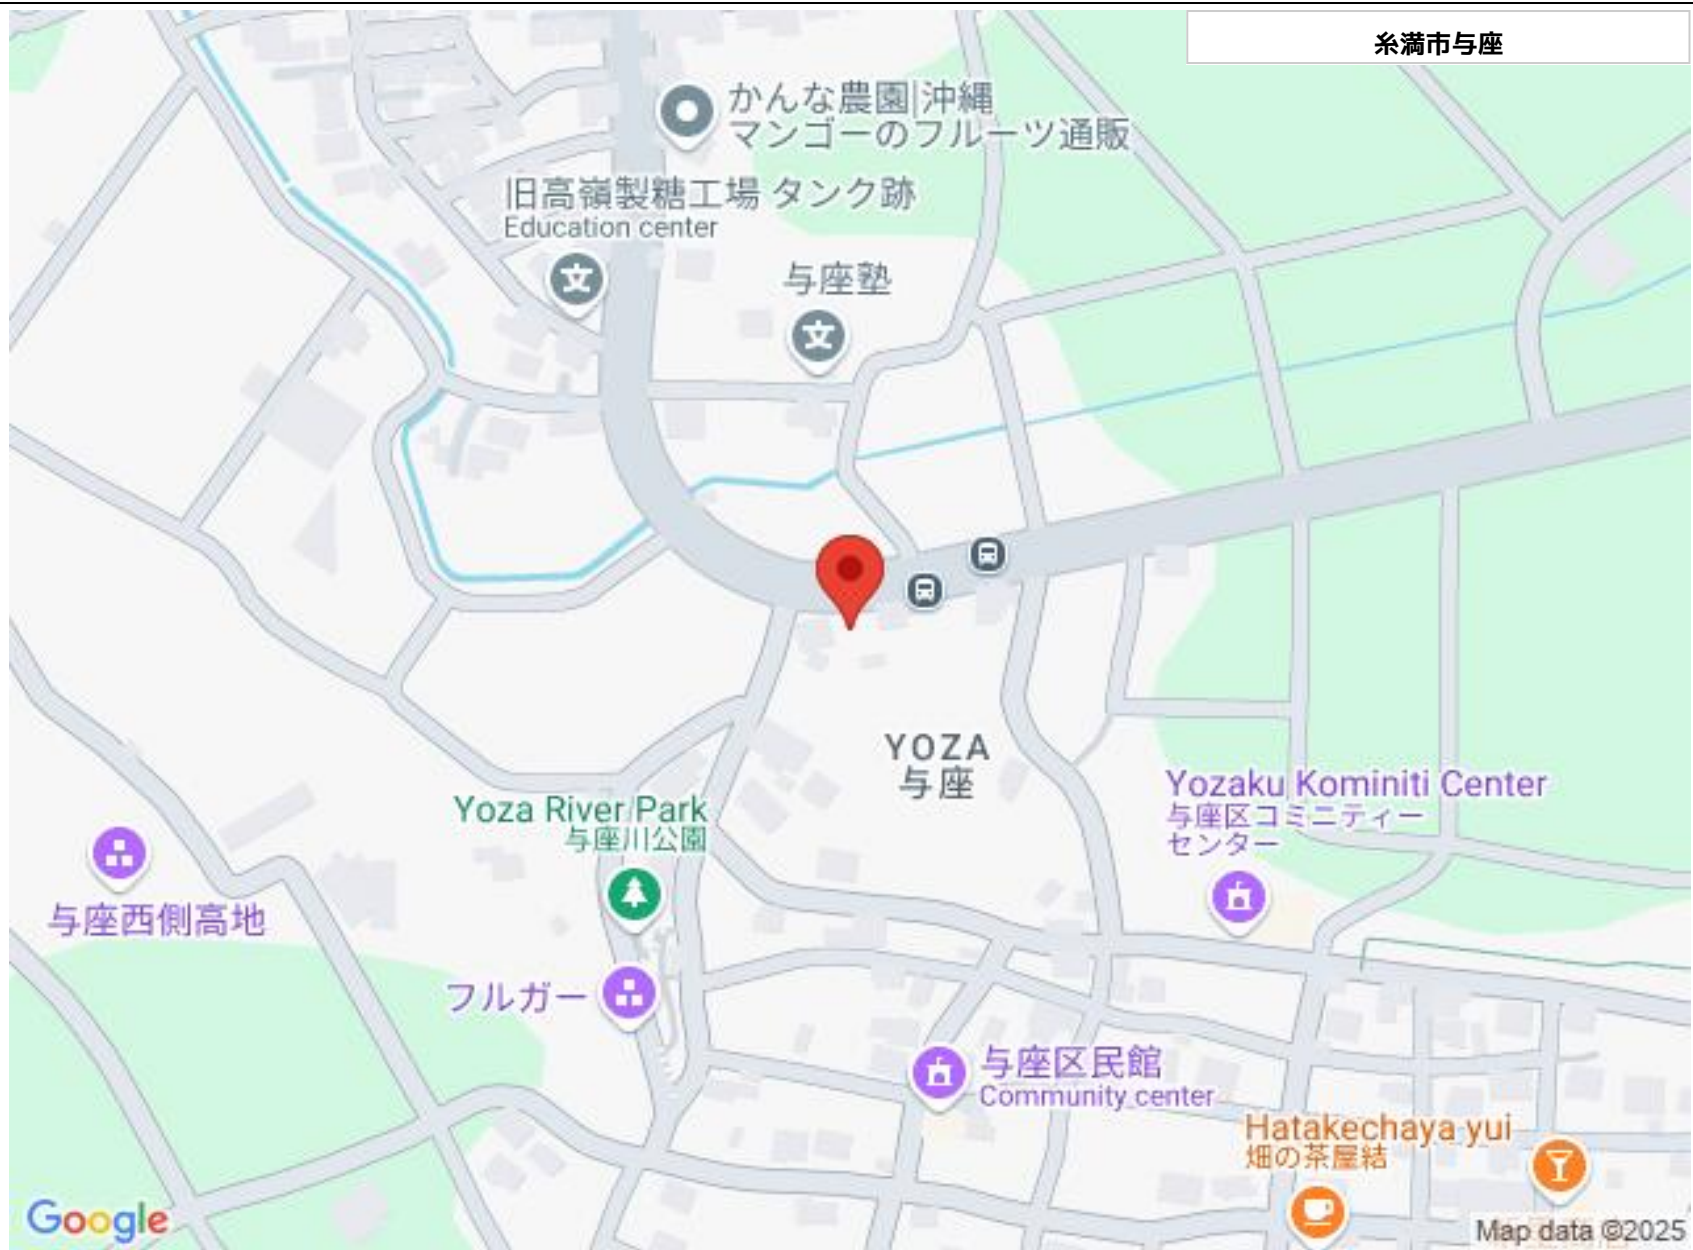 糸満市与座
かんな農園|沖縄
マンゴーのフルーツ通販
旧高嶺製糖工場 タンク跡
Education center
与座塾
YOZA
与座
Yoza River Park
与座川公園
Yozaku Kominiti Center
与座区コミニティー
センター
与座西側高地
フルガー
与座区民館
Community center
Hatakechaya yui
畑の茶屋結
Google
Map data ©2025